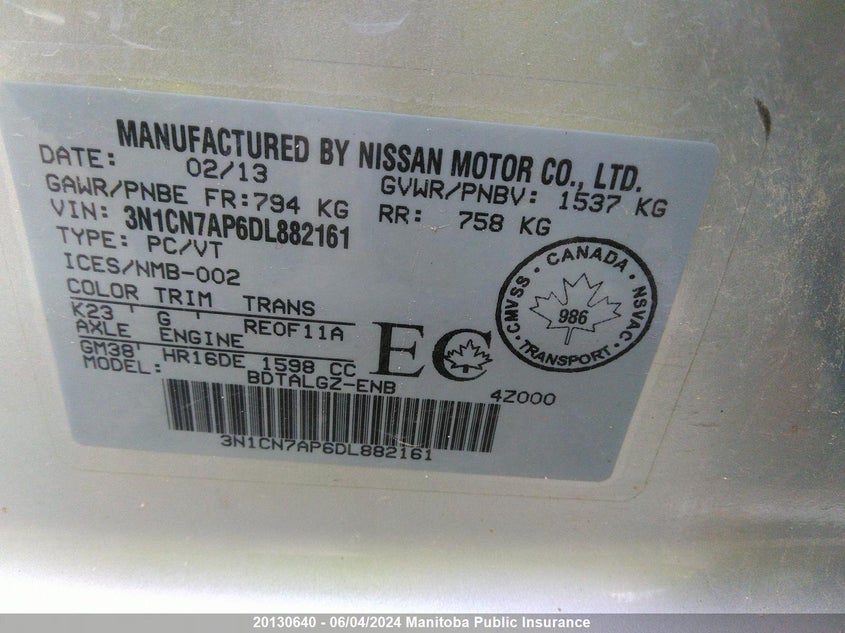 MANUFACTURED BY NISSAN MOTOR CO., LTD.
DATE: 02/13 GVWR/PNBV: 1537 KG
GAWR/PNBE FR:794 KG RR: 758 KG
VIN: 3N1CN7AP6DL882161
TYPE: PC/VT
ICES/NMB-002
COLOR TRIM TRANS
K23 ' G ' RE0F11A
AXLE ENGINE
GM38' HR16DE 1598 CC
MODEL: BDTALGZ-ENB
EC
4Z000
3N1CN7AP6DL882161
CMVSS · CANADA · NSVAC · TRANSPORT ·
986
20130640 - 06/04/2024 Manitoba Public Insurance